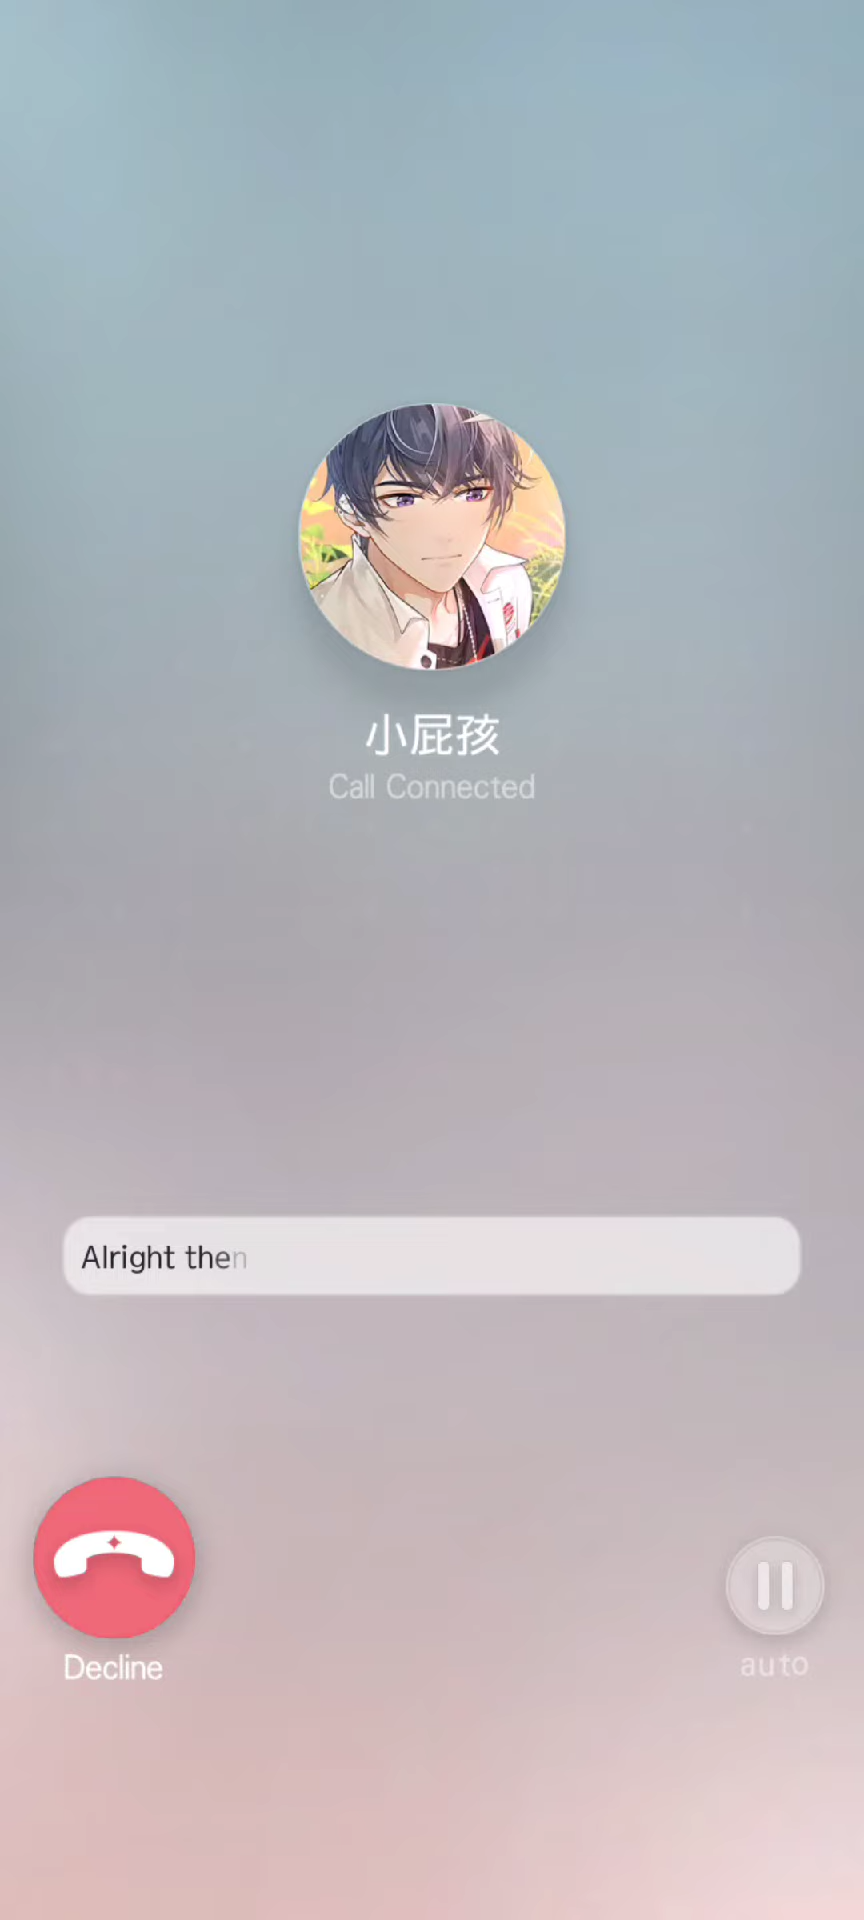 小屁孩
Call Connected
Alright then
Decline
auto